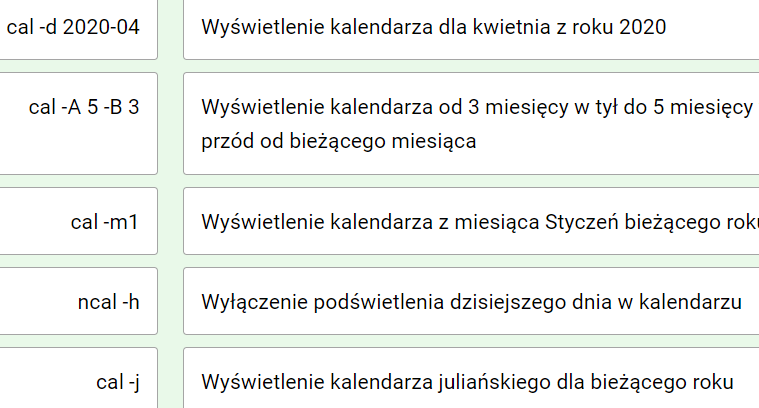 cal -d 2020-04
Wyświetlenie kalendarza dla kwietnia z roku 2020
cal -A 5 -B 3
Wyświetlenie kalendarza od 3 miesięcy w tył do 5 miesięcy
przód od bieżącego miesiąca
cal -m1
Wyświetlenie kalendarza z miesiąca Styczeń bieżącego roku
ncal -h
Wyłączenie podświetlenia dzisiejszego dnia w kalendarzu
cal -j
Wyświetlenie kalendarza juliańskiego dla bieżącego roku